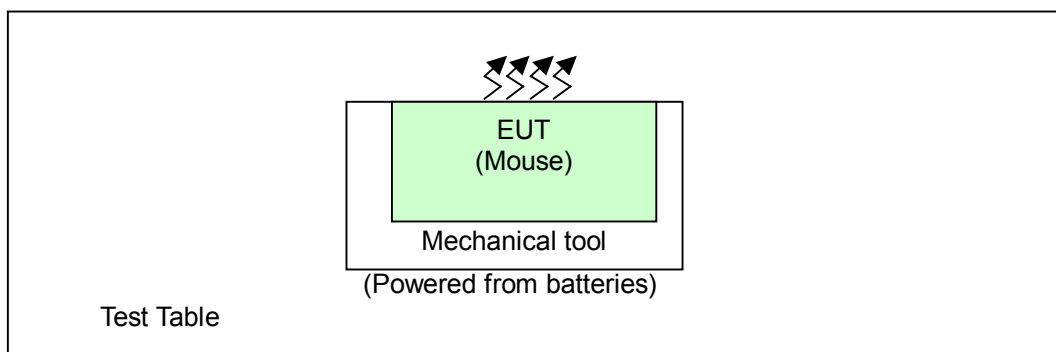 EUT
(Mouse)
Mechanical tool
(Powered from batteries)
Test Table